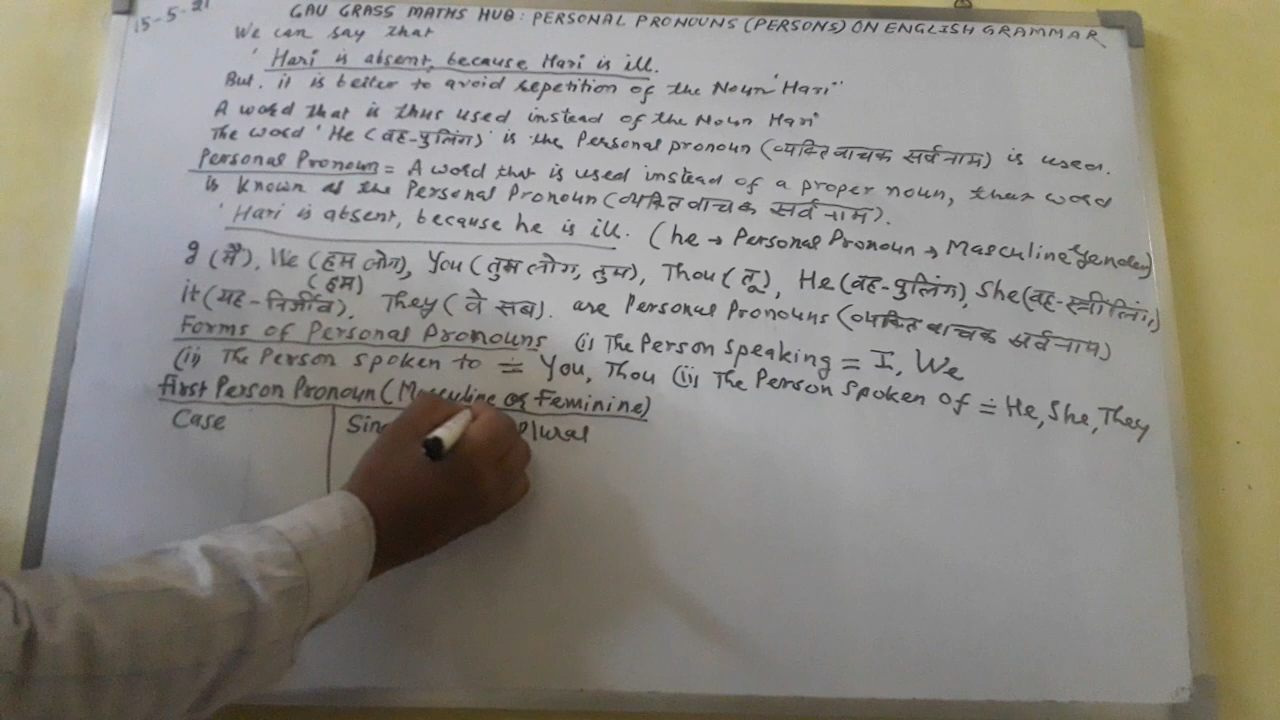 15-5-21
GAU GRASS MATHS HUB: PERSONAL PRONOUNS (PERSONS) ON ENGLISH GRAMMAR
We can say that
' Hari is absent, because Hari is ill.
But, it is better to avoid repetition of the Noun 'Hari''
A word that is thus used instead of the Noun Hari'
The word 'He (वह-पुलिंग)' is the Personal pronoun (व्यक्तिवाचक सर्वनाम) is used.
Personal Pronoun = A word that is used instead of a proper noun, that word
is known as the Personal Pronoun (व्यक्तिवाचक सर्वनाम).
'Hari is absent, because he is ill. (he → Personal Pronoun → Masculine Gender)
I (मैं), We (हम लोग), You (तुम लोग, तुम), Thou (तू), He (वह-पुलिंग), She (वह-स्त्रीलिंग),
(हम)
it (यह-निर्जीव), They (वे सब). are Personal Pronouns (व्यक्तिवाचक सर्वनाम)
Forms of Personal Pronouns (i) The Person speaking = I, We
(ii) The Person spoken to = You, Thou (iii) The Person Spoken of = He, She, They
First Person Pronoun (Masculine or Feminine)
Case Plural